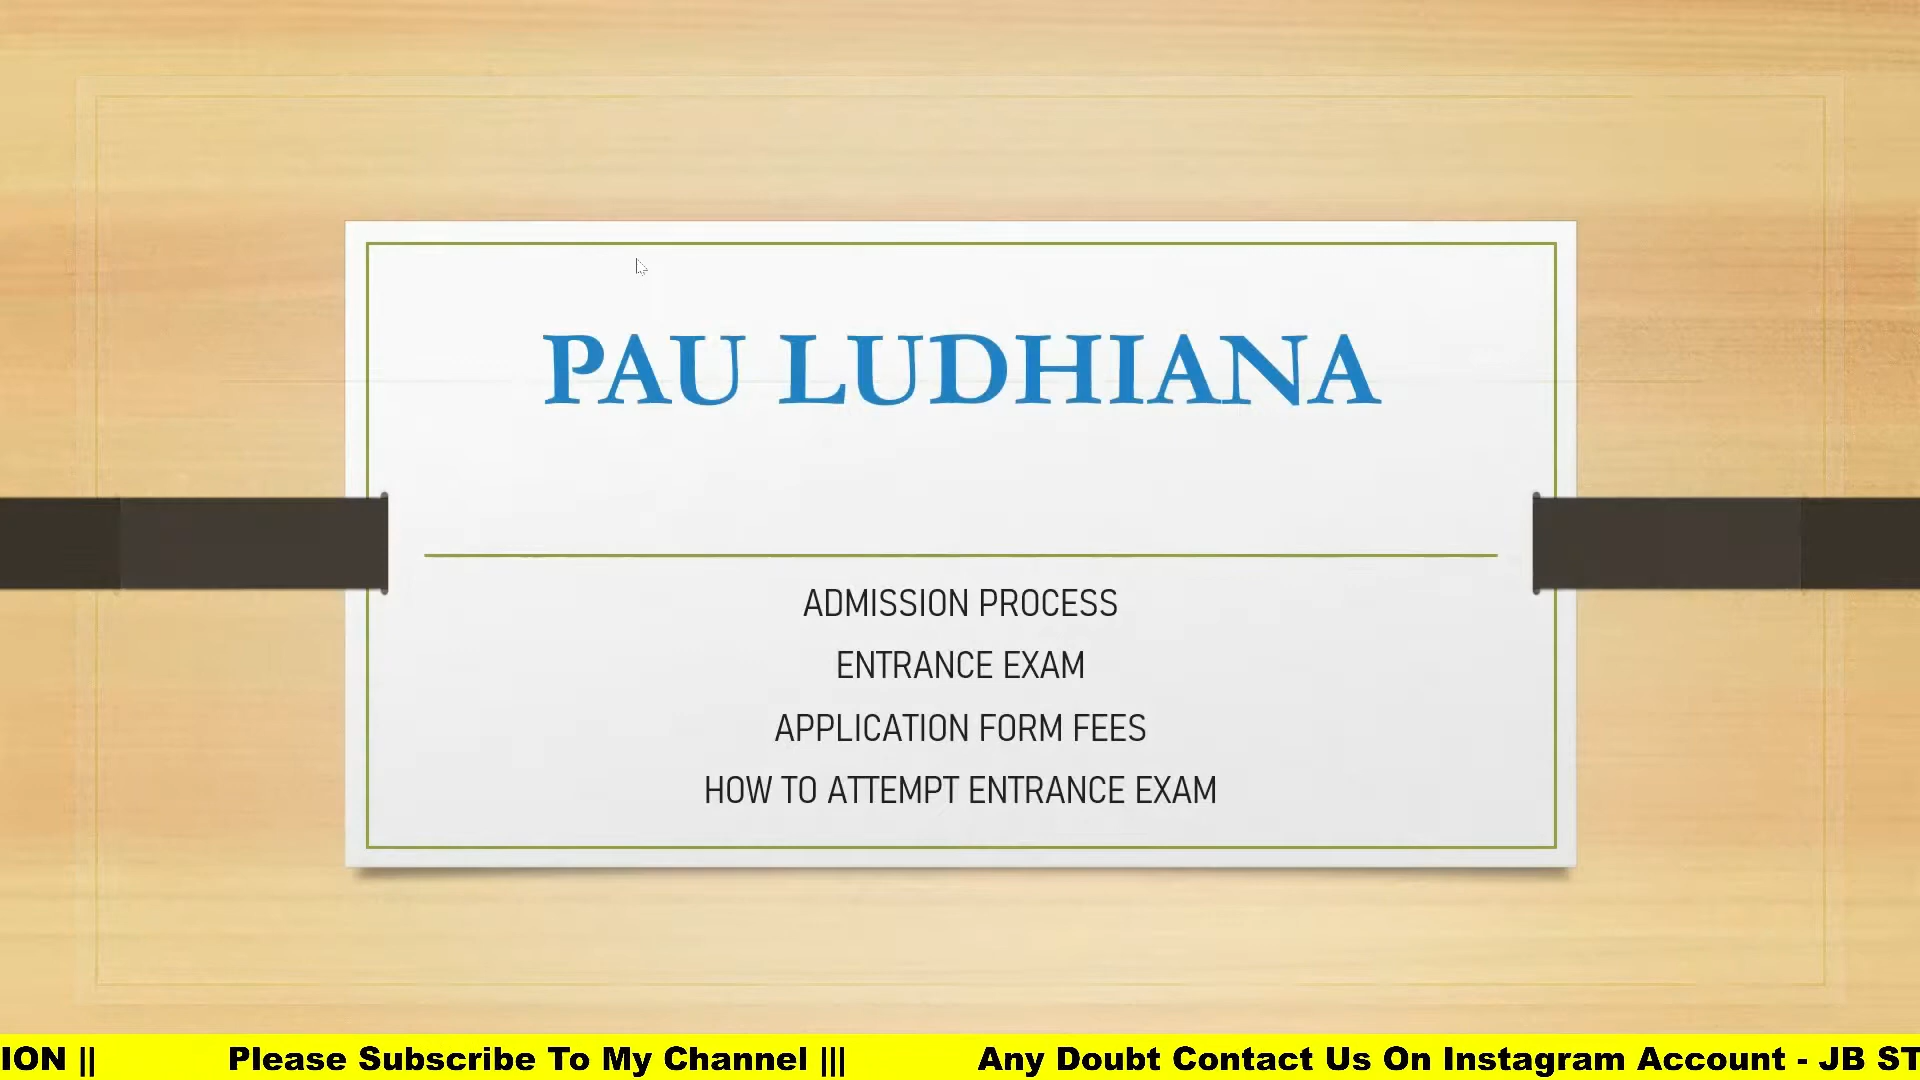 PAU LUDHIANA
ADMISSION PROCESS
ENTRANCE EXAM
APPLICATION FORM FEES
HOW TO ATTEMPT ENTRANCE EXAM
ION || Please Subscribe To My Channel ||| Any Doubt Contact Us On Instagram Account - JB ST